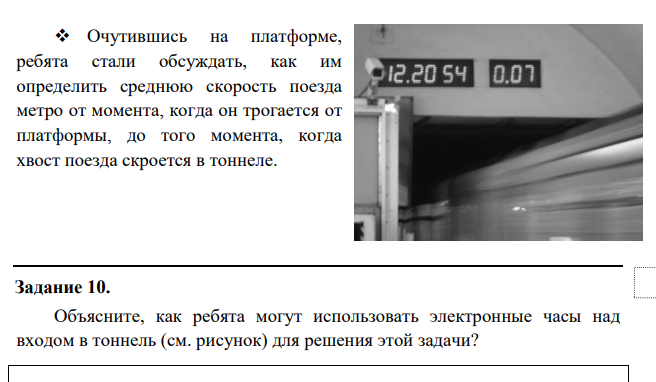 ❖ Очутившись на платформе,
ребята стали обсуждать, как им
определить среднюю скорость поезда
метро от момента, когда он трогается от
платформы, до того момента, когда
хвост поезда скроется в тоннеле.
12.20 54 0.07
Задание 10.
Объясните, как ребята могут использовать электронные часы над
входом в тоннель (см. рисунок) для решения этой задачи?